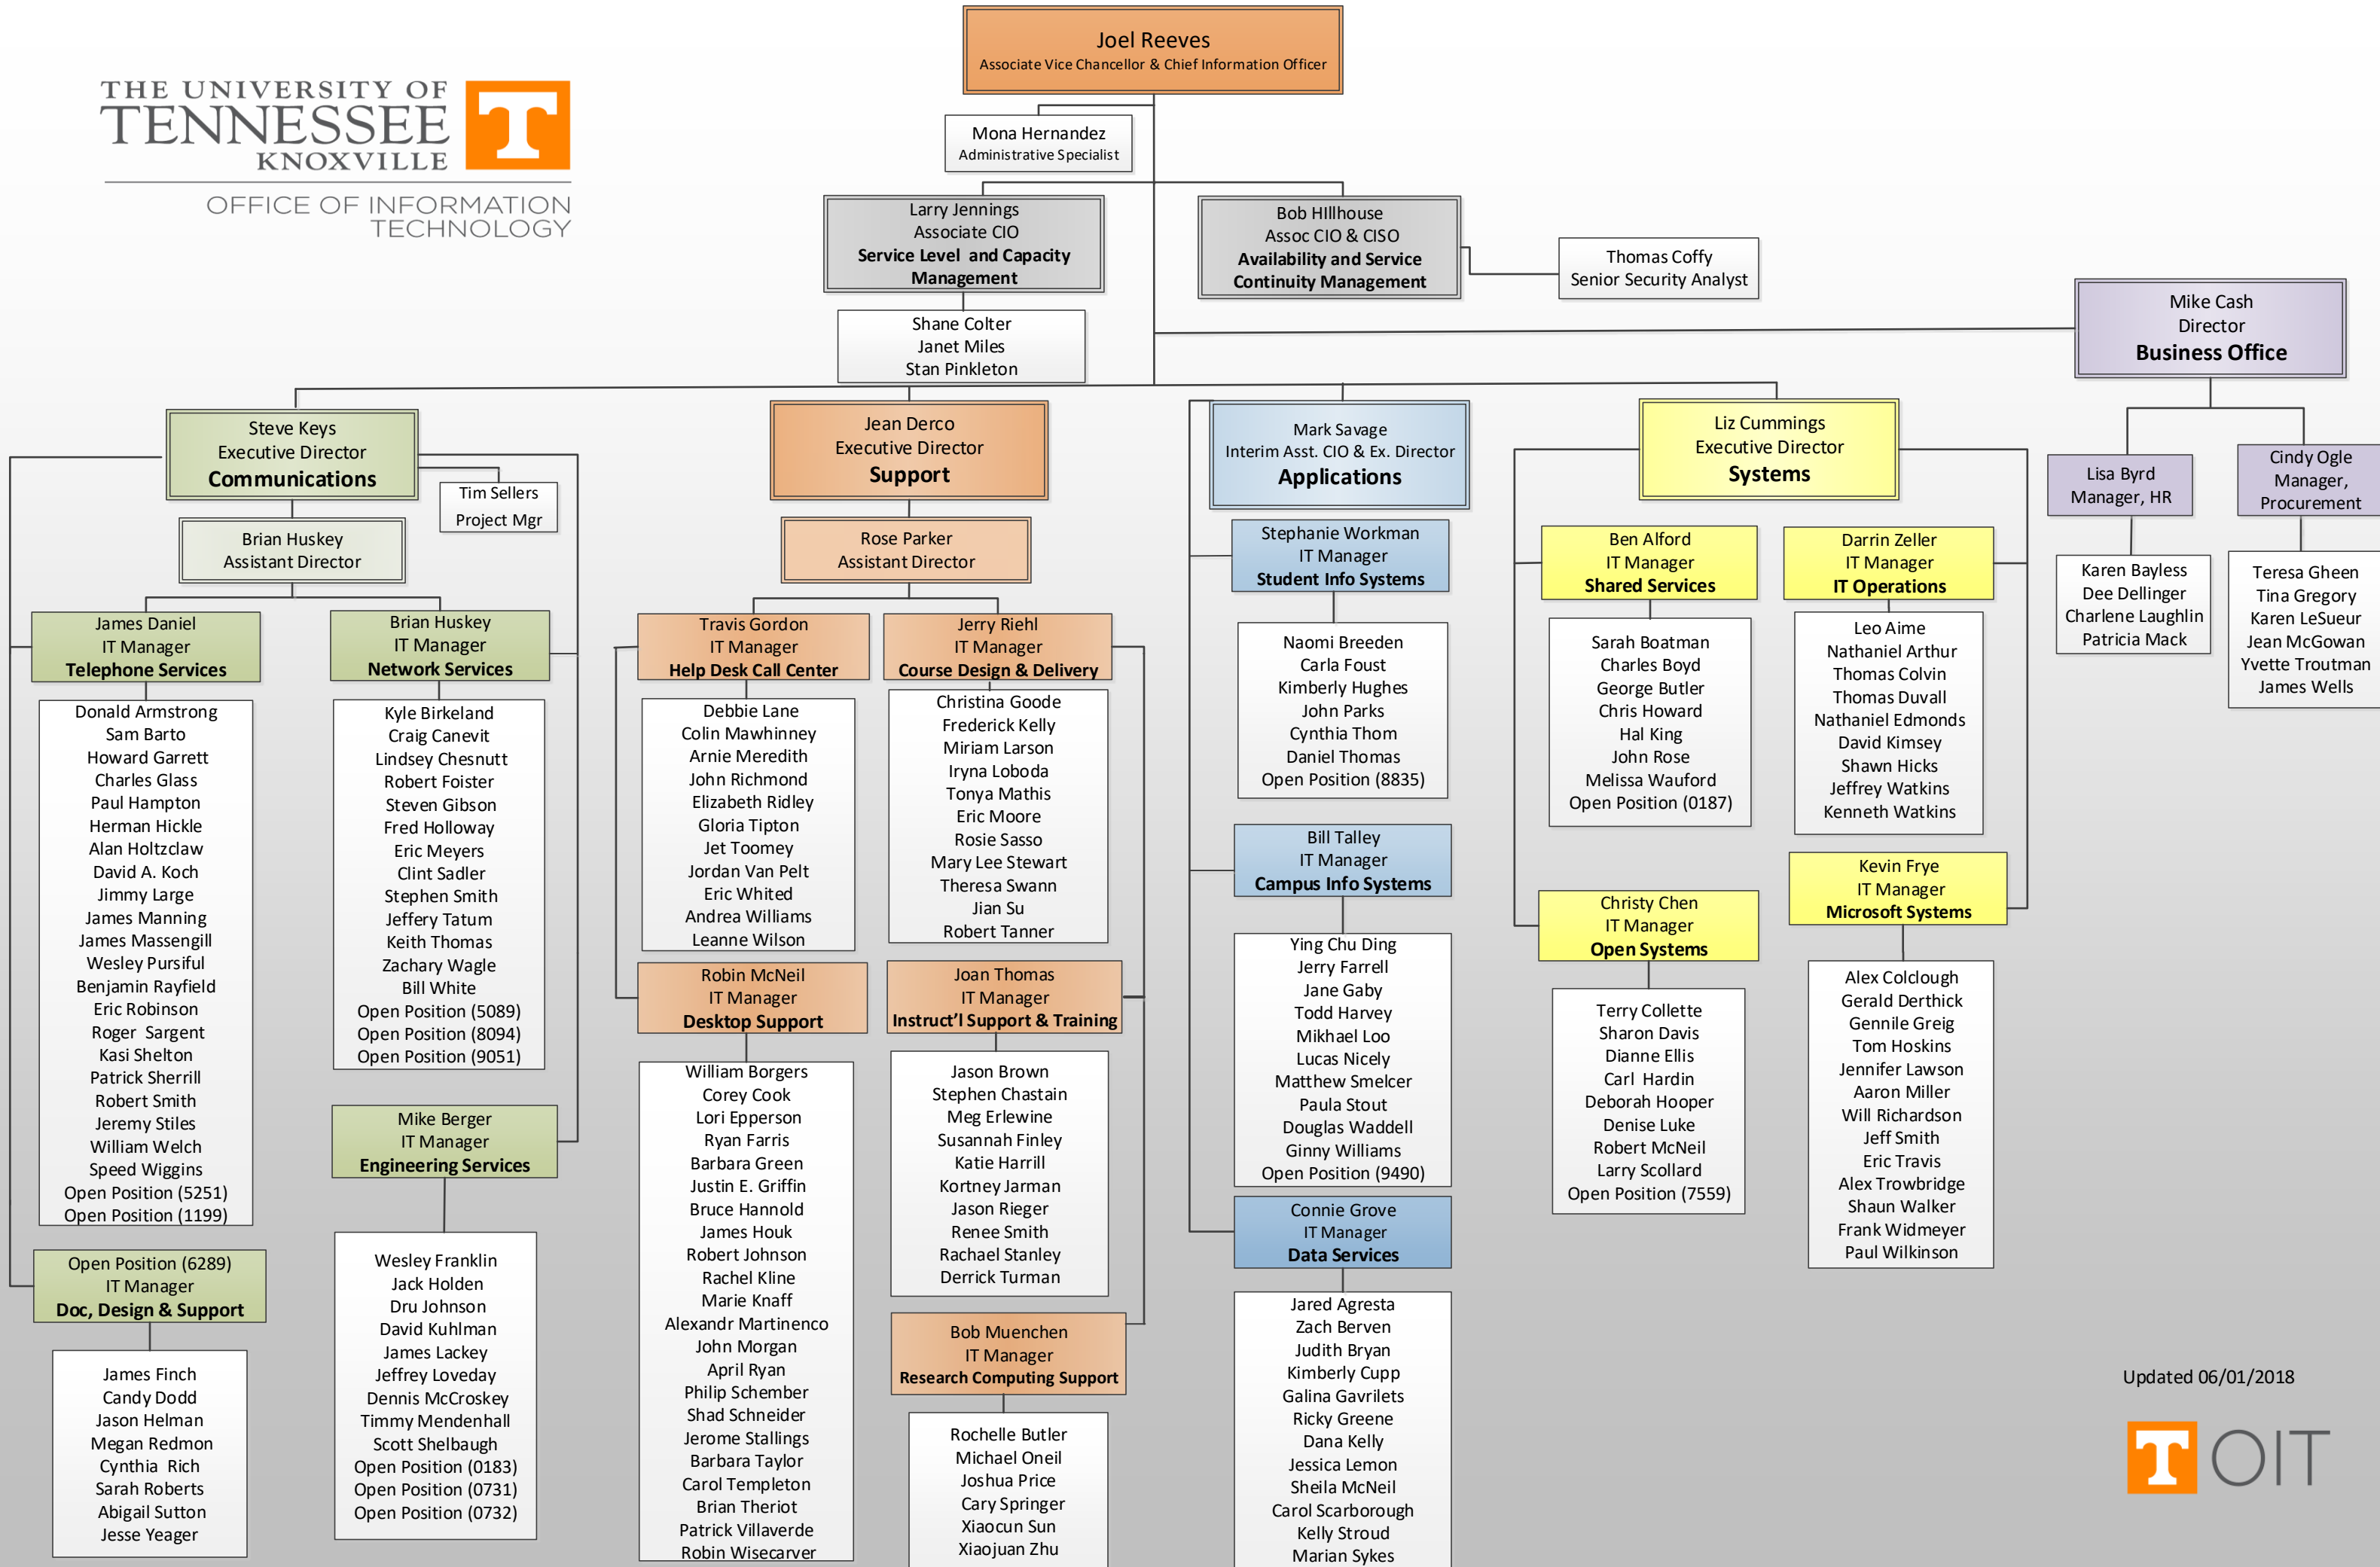 THE UNIVERSITY OF
TENNESSEE
KNOXVILLE
T
OFFICE OF INFORMATION
TECHNOLOGY
Joel Reeves
Associate Vice Chancellor & Chief Information Officer
Mona Hernandez
Administrative Specialist
Larry Jennings
Associate CIO
Service Level and Capacity
Management
Shane Colter
Janet Miles
Stan Pinkleton
Bob HIllhouse
Assoc CIO & CISO
Availability and Service
Continuity Management
Thomas Coffy
Senior Security Analyst
Mike Cash
Director
Business Office
Lisa Byrd
Manager, HR
Karen Bayless
Dee Dellinger
Charlene Laughlin
Patricia Mack
Cindy Ogle
Manager,
Procurement
Teresa Gheen
Tina Gregory
Karen LeSueur
Jean McGowan
Yvette Troutman
James Wells
Steve Keys
Executive Director
Communications
Tim Sellers
Project Mgr
Brian Huskey
Assistant Director
James Daniel
IT Manager
Telephone Services
Donald Armstrong
Sam Barto
Howard Garrett
Charles Glass
Paul Hampton
Herman Hickle
Alan Holtzclaw
David A. Koch
Jimmy Large
James Manning
James Massengill
Wesley Pursiful
Benjamin Rayfield
Eric Robinson
Roger Sargent
Kasi Shelton
Patrick Sherrill
Robert Smith
Jeremy Stiles
William Welch
Speed Wiggins
Open Position (5251)
Open Position (1199)
Open Position (6289)
IT Manager
Doc, Design & Support
James Finch
Candy Dodd
Jason Helman
Megan Redmon
Cynthia Rich
Sarah Roberts
Abigail Sutton
Jesse Yeager
Brian Huskey
IT Manager
Network Services
Kyle Birkeland
Craig Canevit
Lindsey Chesnutt
Robert Foister
Steven Gibson
Fred Holloway
Eric Meyers
Clint Sadler
Stephen Smith
Jeffery Tatum
Keith Thomas
Zachary Wagle
Bill White
Open Position (5089)
Open Position (8094)
Open Position (9051)
Mike Berger
IT Manager
Engineering Services
Wesley Franklin
Jack Holden
Dru Johnson
David Kuhlman
James Lackey
Jeffrey Loveday
Dennis McCroskey
Timmy Mendenhall
Scott Shelbaugh
Open Position (0183)
Open Position (0731)
Open Position (0732)
Jean Derco
Executive Director
Support
Rose Parker
Assistant Director
Travis Gordon
IT Manager
Help Desk Call Center
Debbie Lane
Colin Mawhinney
Arnie Meredith
John Richmond
Elizabeth Ridley
Gloria Tipton
Jet Toomey
Jordan Van Pelt
Eric Whited
Andrea Williams
Leanne Wilson
Robin McNeil
IT Manager
Desktop Support
William Borgers
Corey Cook
Lori Epperson
Ryan Farris
Barbara Green
Justin E. Griffin
Bruce Hannold
James Houk
Robert Johnson
Rachel Kline
Marie Knaff
Alexandr Martinenco
John Morgan
April Ryan
Philip Schember
Shad Schneider
Jerome Stallings
Barbara Taylor
Carol Templeton
Brian Theriot
Patrick Villaverde
Robin Wisecarver
Jerry Riehl
IT Manager
Course Design & Delivery
Christina Goode
Frederick Kelly
Miriam Larson
Iryna Loboda
Tonya Mathis
Eric Moore
Rosie Sasso
Mary Lee Stewart
Theresa Swann
Jian Su
Robert Tanner
Joan Thomas
IT Manager
Instruct’l Support & Training
Jason Brown
Stephen Chastain
Meg Erlewine
Susannah Finley
Katie Harrill
Kortney Jarman
Jason Rieger
Renee Smith
Rachael Stanley
Derrick Turman
Bob Muenchen
IT Manager
Research Computing Support
Rochelle Butler
Michael Oneil
Joshua Price
Cary Springer
Xiaocun Sun
Xiaojuan Zhu
Mark Savage
Interim Asst. CIO & Ex. Director
Applications
Stephanie Workman
IT Manager
Student Info Systems
Naomi Breeden
Carla Foust
Kimberly Hughes
John Parks
Cynthia Thom
Daniel Thomas
Open Position (8835)
Bill Talley
IT Manager
Campus Info Systems
Ying Chu Ding
Jerry Farrell
Jane Gaby
Todd Harvey
Mikhael Loo
Lucas Nicely
Matthew Smelcer
Paula Stout
Douglas Waddell
Ginny Williams
Open Position (9490)
Connie Grove
IT Manager
Data Services
Jared Agresta
Zach Berven
Judith Bryan
Kimberly Cupp
Galina Gavrilets
Ricky Greene
Dana Kelly
Jessica Lemon
Sheila McNeil
Carol Scarborough
Kelly Stroud
Marian Sykes
Liz Cummings
Executive Director
Systems
Ben Alford
IT Manager
Shared Services
Sarah Boatman
Charles Boyd
George Butler
Chris Howard
Hal King
John Rose
Melissa Wauford
Open Position (0187)
Christy Chen
IT Manager
Open Systems
Terry Collette
Sharon Davis
Dianne Ellis
Carl Hardin
Deborah Hooper
Denise Luke
Robert McNeil
Larry Scollard
Open Position (7559)
Darrin Zeller
IT Manager
IT Operations
Leo Aime
Nathaniel Arthur
Thomas Colvin
Thomas Duvall
Nathaniel Edmonds
David Kimsey
Shawn Hicks
Jeffrey Watkins
Kenneth Watkins
Kevin Frye
IT Manager
Microsoft Systems
Alex Colclough
Gerald Derthick
Gennile Greig
Tom Hoskins
Jennifer Lawson
Aaron Miller
Will Richardson
Jeff Smith
Eric Travis
Alex Trowbridge
Shaun Walker
Frank Widmeyer
Paul Wilkinson
Updated 06/01/2018
T OIT